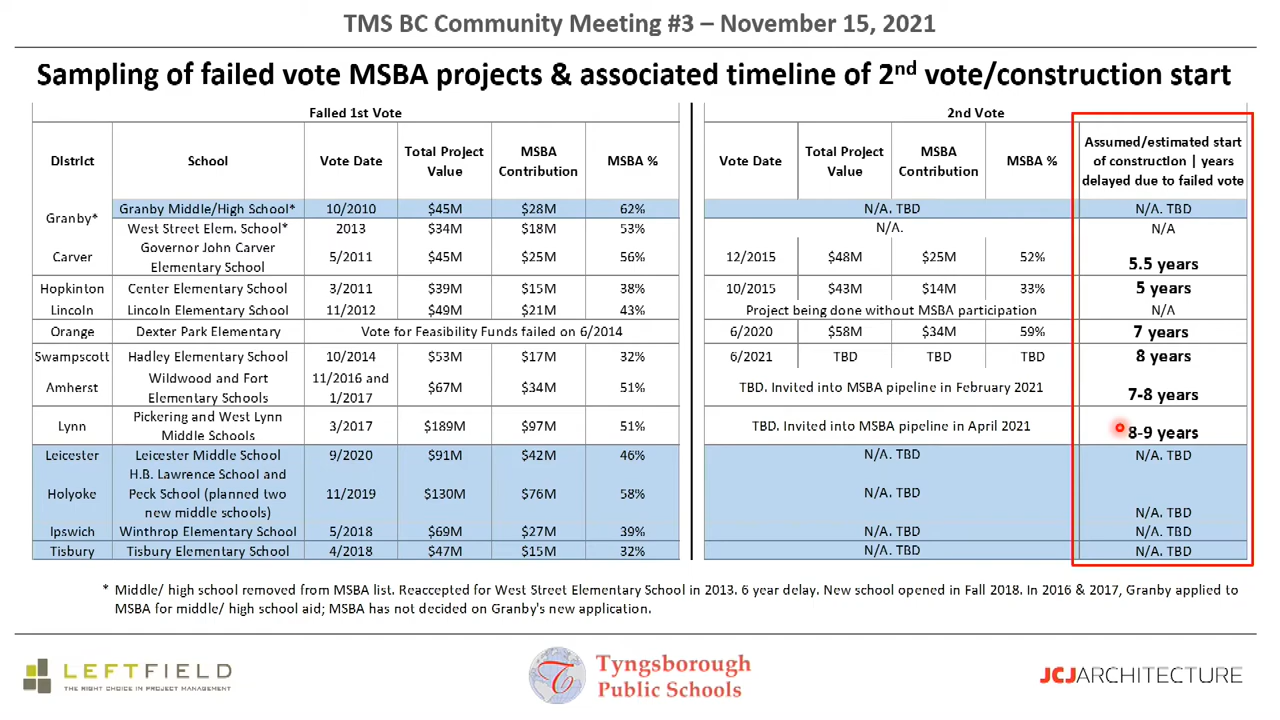 TMS BC Community Meeting #3 – November 15, 2021
Sampling of failed vote MSBA projects & associated timeline of 2nd vote/construction start
Failed 1st Vote | 2nd Vote
District | School | Vote Date | Total Project Value | MSBA Contribution | MSBA % | Vote Date | Total Project Value | MSBA Contribution | MSBA % | Assumed/estimated start of construction | years delayed due to failed vote
Granby* | Granby Middle/High School* | 10/2010 | $45M | $28M | 62% | N/A. TBD | N/A. TBD
West Street Elem. School* | 2013 | $34M | $18M | 53% | N/A. | N/A
Carver | Governor John Carver Elementary School | 5/2011 | $45M | $25M | 56% | 12/2015 | $48M | $25M | 52% | 5.5 years
Hopkinton | Center Elementary School | 3/2011 | $39M | $15M | 38% | 10/2015 | $43M | $14M | 33% | 5 years
Lincoln | Lincoln Elementary School | 11/2012 | $49M | $21M | 43% | Project being done without MSBA participation | N/A
Orange | Dexter Park Elementary | Vote for Feasibility Funds failed on 6/2014 | 6/2020 | $58M | $34M | 59% | 7 years
Swampscott | Hadley Elementary School | 10/2014 | $53M | $17M | 32% | 6/2021 | TBD | TBD | TBD | 8 years
Amherst | Wildwood and Fort Elementary Schools | 11/2016 and 1/2017 | $67M | $34M | 51% | TBD. Invited into MSBA pipeline in February 2021 | 7-8 years
Lynn | Pickering and West Lynn Middle Schools | 3/2017 | $189M | $97M | 51% | TBD. Invited into MSBA pipeline in April 2021 | 8-9 years
Leicester | Leicester Middle School | 9/2020 | $91M | $42M | 46% | N/A. TBD | N/A. TBD
Holyoke | H.B. Lawrence School and Peck School (planned two new middle schools) | 11/2019 | $130M | $76M | 58% | N/A. TBD | N/A. TBD
Ipswich | Winthrop Elementary School | 5/2018 | $69M | $27M | 39% | N/A. TBD | N/A. TBD
Tisbury | Tisbury Elementary School | 4/2018 | $47M | $15M | 32% | N/A. TBD | N/A. TBD
* Middle/ high school removed from MSBA list. Reaccepted for West Street Elementary School in 2013. 6 year delay. New school opened in Fall 2018. In 2016 & 2017, Granby applied to
MSBA for middle/ high school aid; MSBA has not decided on Granby's new application.
LEFTFIELD
THE RIGHT CHOICE IN PROJECT MANAGEMENT
T
Tyngsborough
Public Schools
JCJARCHITECTURE